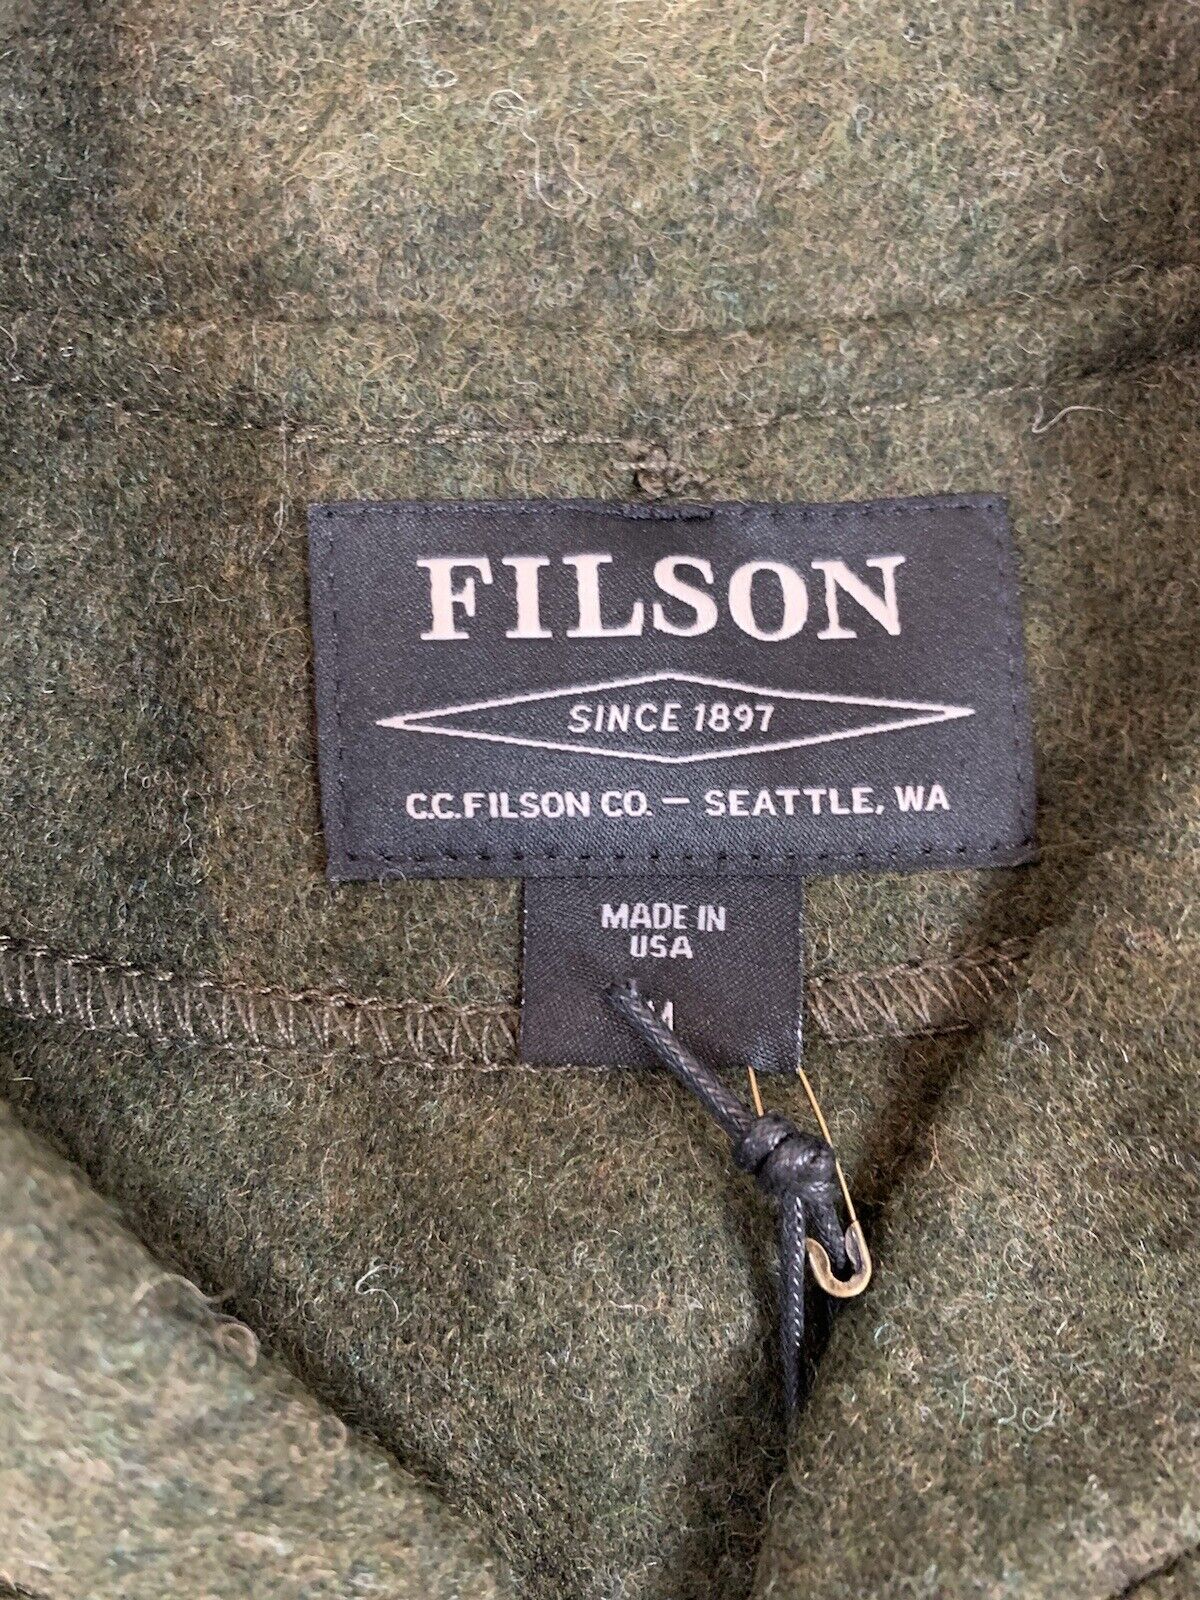 FILSON
SINCE 1897
C.C.FILSON CO. — SEATTLE, WA
MADE IN
USA
M